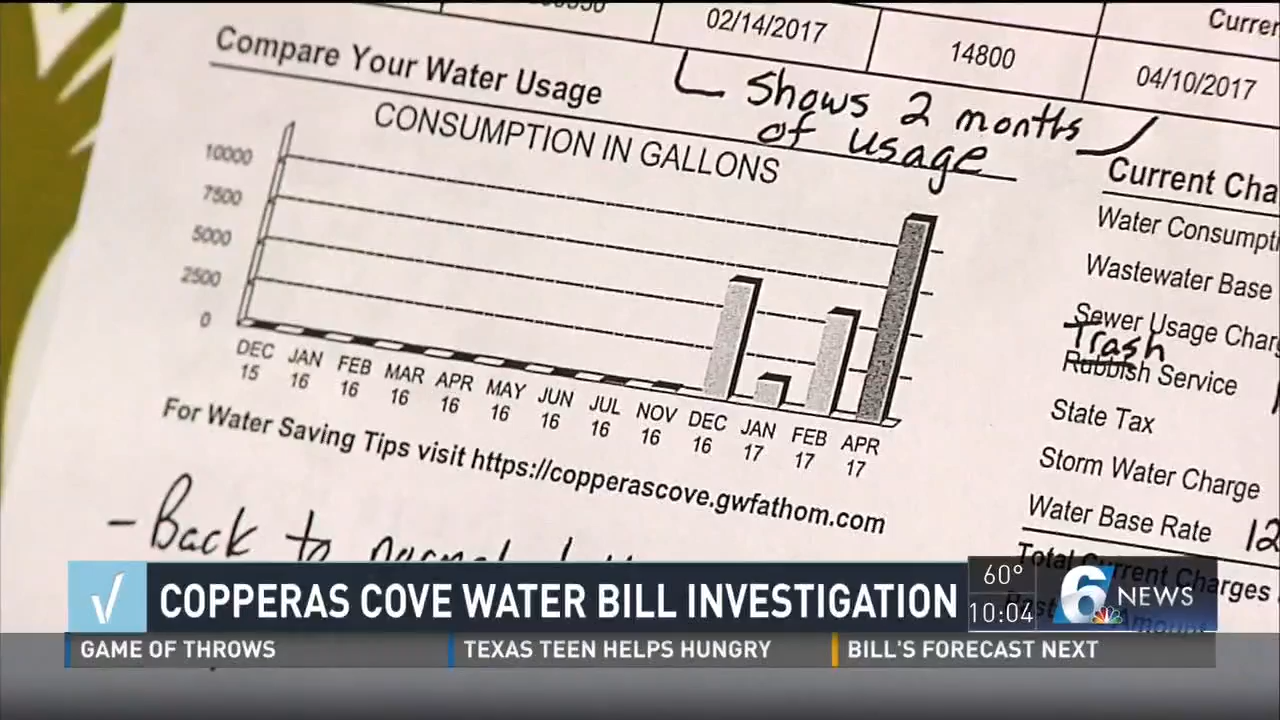 02/14/2017
14800
04/10/2017
Compare Your Water Usage
Shows 2 months
of usage
CONSUMPTION IN GALLONS
10000
7500
5000
2500
0
DEC 15
JAN 16
FEB 16
MAR 16
APR 16
MAY 16
JUN 16
JUL 16
NOV 16
DEC 16
JAN 17
FEB 17
APR 17
For Water Saving Tips visit https://copperascove.gwfathom.com
- Back to
Current
Water
Wastewater Base
Sewer Usage
Trash
Rubbish Service
State Tax
Storm Water Charge
Water Base Rate 12
Total Current Charges
COPPERAS COVE WATER BILL INVESTIGATION
60°
10:04
6 NEWS
GAME OF THROWS
TEXAS TEEN HELPS HUNGRY
BILL'S FORECAST NEXT